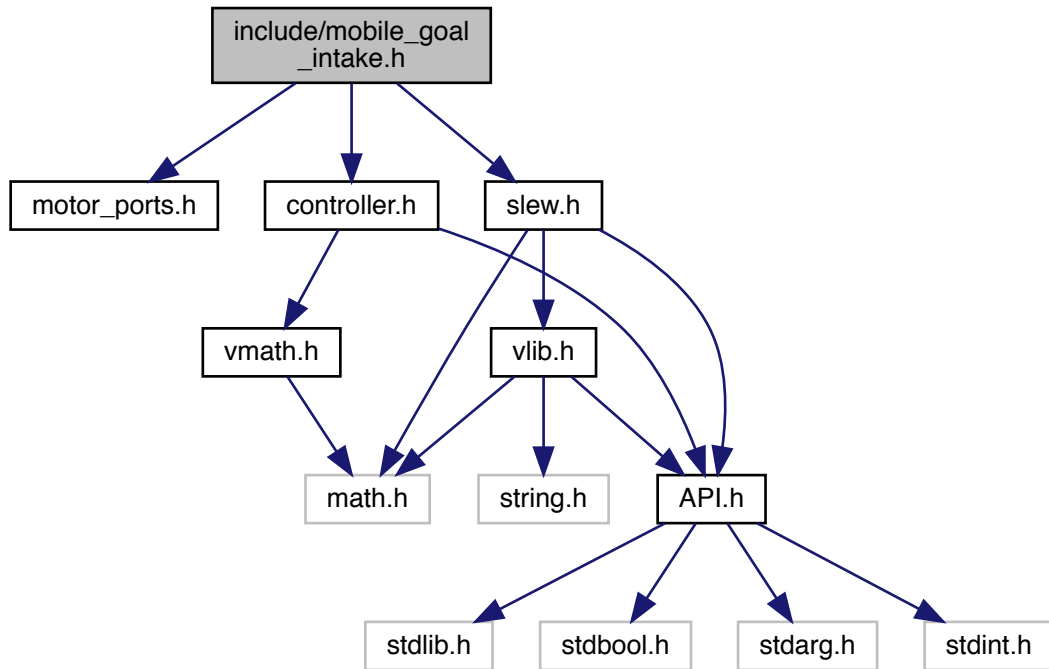 include/mobile_goal
_intake.h
motor_ports.h
controller.h
slew.h
vmath.h
vlib.h
math.h
string.h
API.h
stdlib.h
stdbool.h
stdarg.h
stdint.h